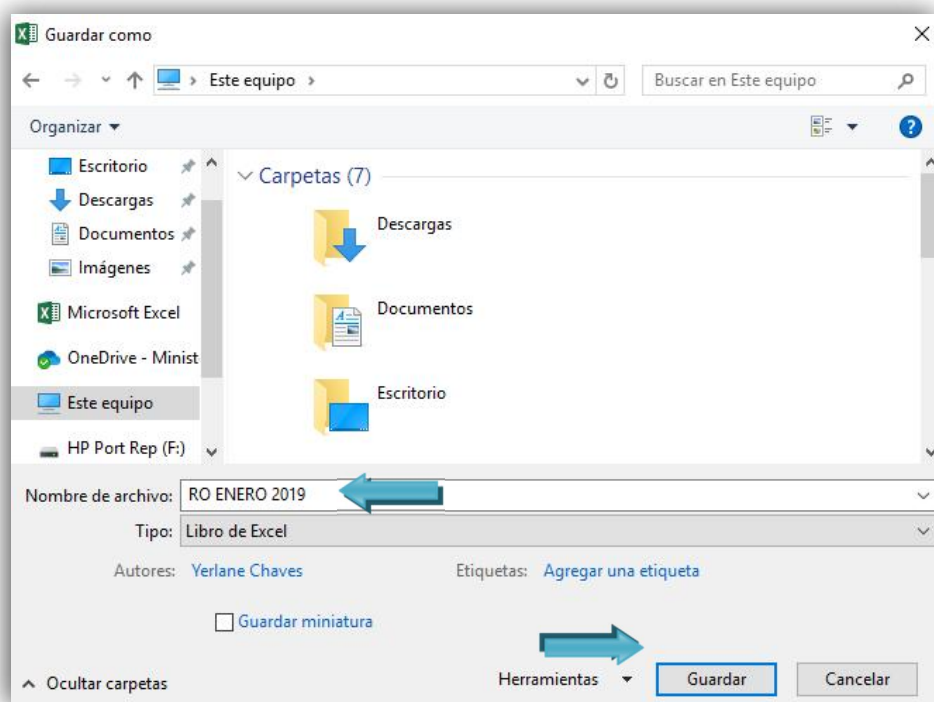 Guardar como
Este equipo
Buscar en Este equipo
Organizar
Escritorio
Descargas
Documentos
Imágenes
Microsoft Excel
OneDrive - Minist
Este equipo
HP Port Rep (F:)
Carpetas (7)
Descargas
Documentos
Escritorio
Nombre de archivo: RO ENERO 2019
Tipo: Libro de Excel
Autores: Yerlane Chaves Etiquetas: Agregar una etiqueta
Guardar miniatura
Ocultar carpetas Herramientas Guardar Cancelar